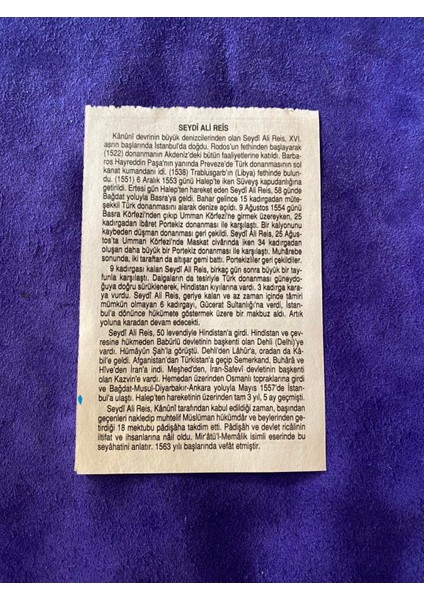 SEYDÎ ALİ REİS
Kânûnî devrinin büyük denizcilerinden olan Seydî Ali Reis, XVI.
asrın başlarında İstanbul'da doğdu. Rodos'un fethinden başlayarak
(1522) donanmanın Akdeniz'deki bütün faaliyetlerine katıldı. Barba-
ros Hayreddin Paşa'nın yanında Preveze'de Türk donanmasının sol
kanat kumandanı idi. (1538) Trablusgarb'ın (Libya) fethinde bulun-
du. (1551) 6 Aralık 1553 günü Halep'te iken Süveyş kapudanlığına
getirildi. Ertesi gün Halep'ten hareket eden Seydî Ali Reis, 58 günde
Bağdat yoluyla Basra'ya geldi. Bahar gelince 15 kadırgadan müte-
şekkil Türk donanmasını alarak denize açıldı. 9 Ağustos 1554 günü
Basra Körfezi'nden çıkıp Umman Körfezi'ne girmek üzereyken, 25
kadırgadan ibâret Portekiz donanması ile karşılaştı. Bir kalyonunu
kaybeden düşman donanması geri çekildi. Seydî Ali Reis, 25 Ağus-
tos'ta Umman Körfezi'nde Maskat civârında iken 34 kadırgadan
oluşan daha büyük bir Portekiz donanması ile karşılaştı. Muhârebe
sonunda, iki taraftan da altışar gemi battı. Portekizliler geri çekildiler.
9 kadırgası kalan Seydî Ali Reis, birkaç gün sonra büyük bir tay-
funla karşılaştı. Dalgaların da tesiriyle Türk donanması güneydo-
ğuya doğru sürüklenerek, Hindistan kıyılarına vardı. 3 kadırga kara-
ya vurdu. Seydî Ali Reis, geriye kalan ve az zaman içinde tâmiri
mümkün olmayan 6 kadırgayı, Gücerat Sultanlığı'na verdi, İstan-
bul'a dönünce hükümete göstermek üzere bir makbuz aldı. Artık
yoluna karadan devam edecekti.
Seydî Ali Reis, 50 levendiyle Hindistan'a girdi. Hindistan ve çev-
resine hükmeden Babürlü devletinin başkenti olan Dehlî (Delhi)'ye
vardı. Hümâyûn Şah'la görüştü. Dehlî'den Lâhûr'a, oradan da Kâ-
bil'e geldi. Afganistan'dan Türkistan'a geçip Semerkand, Buhârâ ve
Hîve'den İran'a indi. Meşhed'den, İran-Safevî devletinin başkenti
olan Kazvin'e vardı. Hemedan üzerinden Osmanlı topraklarına girdi
ve Bağdat-Musul-Diyarbakır-Ankara yoluyla Mayıs 1557'de İstan-
bul'a ulaştı. Halep'ten hareketinin üzerinden tam 3 yıl, 5 ay geçmişti.
Seydî Ali Reis, Kânûnî tarafından kabul edildiği zaman, başından
geçenleri nakledip muhtelif Müslüman hükümdâr ve beylerinden ge-
tirdiği 18 mektubu pâdişaha takdim etti. Pâdişah ve devlet ricâlinin
iltifat ve ihsanlarına nâil oldu. Mir'âtü'l-Memâlik isimli eserinde bu
seyâhatini anlatır. 1563 yılı başlarında vefât etmiştir.